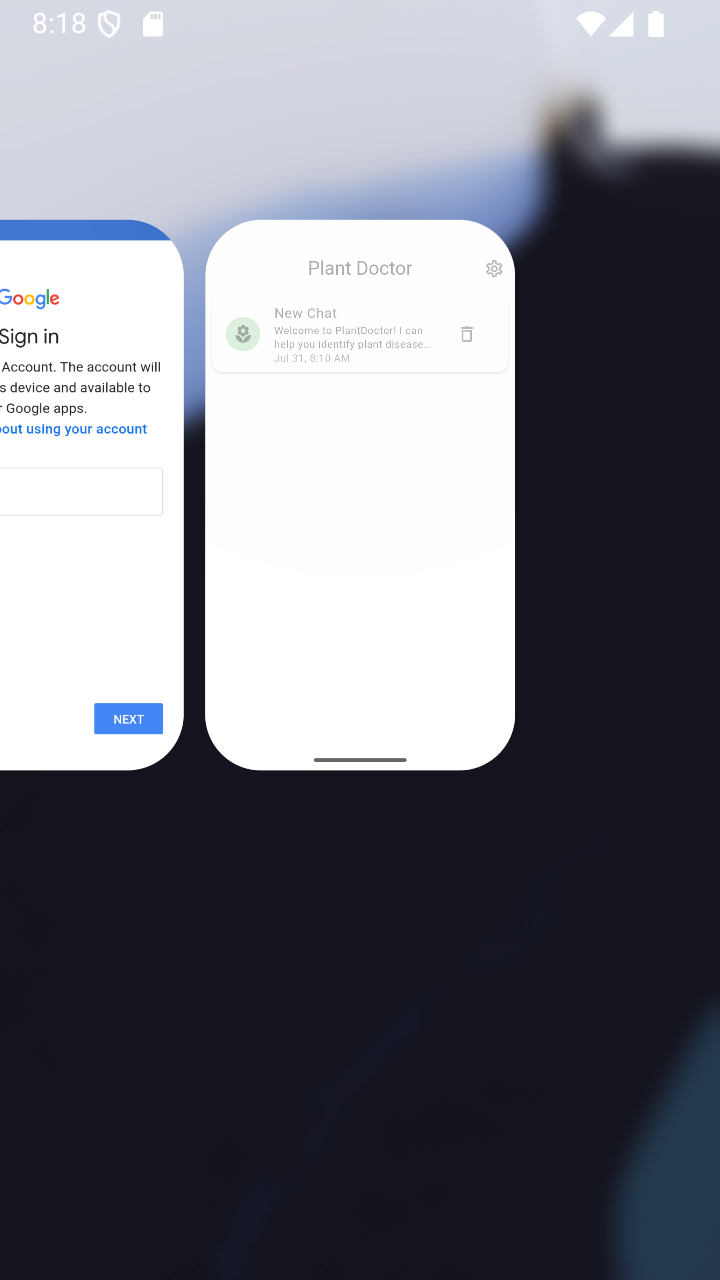 8:18
Google
Sign in
Account. The account will
s device and available to
r Google apps.
out using your account
NEXT
Plant Doctor
New Chat
Welcome to PlantDoctor! I can
help you identify plant disease...
Jul 31, 8:10 AM